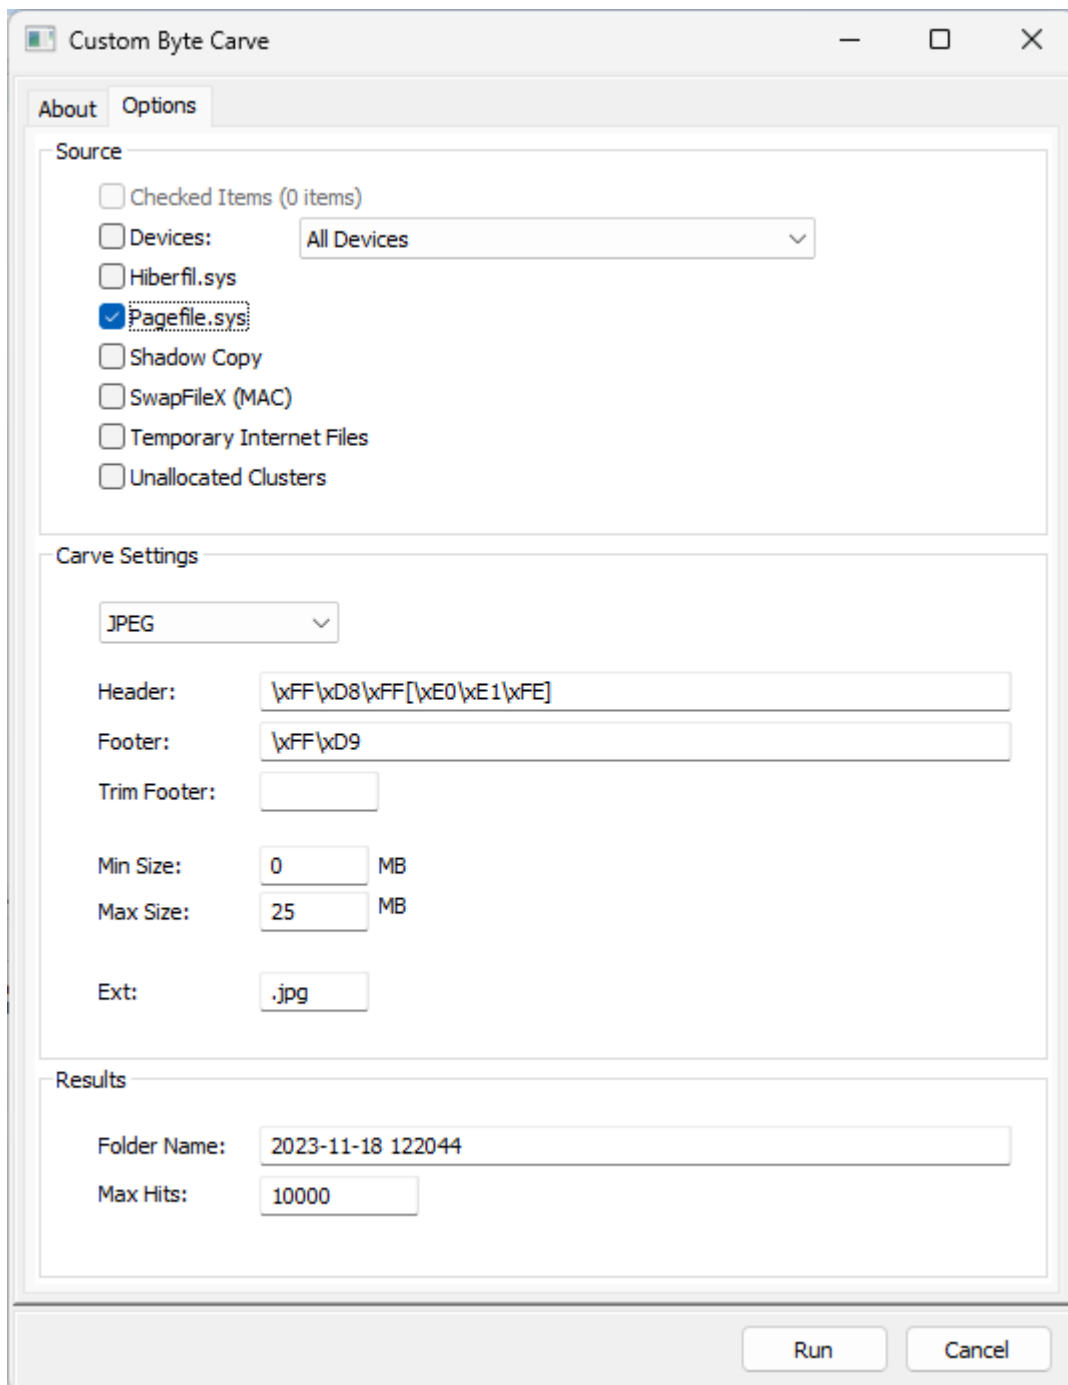 Custom Byte Carve
About Options
Source
Checked Items (0 items)
Devices: All Devices
Hiberfil.sys
Pagefile.sys
Shadow Copy
SwapFileX (MAC)
Temporary Internet Files
Unallocated Clusters
Carve Settings
JPEG
Header: \xFF\xD8\xFF[\xE0\xE1\xFE]
Footer: \xFF\xD9
Trim Footer:
Min Size: 0 MB
Max Size: 25 MB
Ext: .jpg
Results
Folder Name: 2023-11-18 122044
Max Hits: 10000
Run Cancel